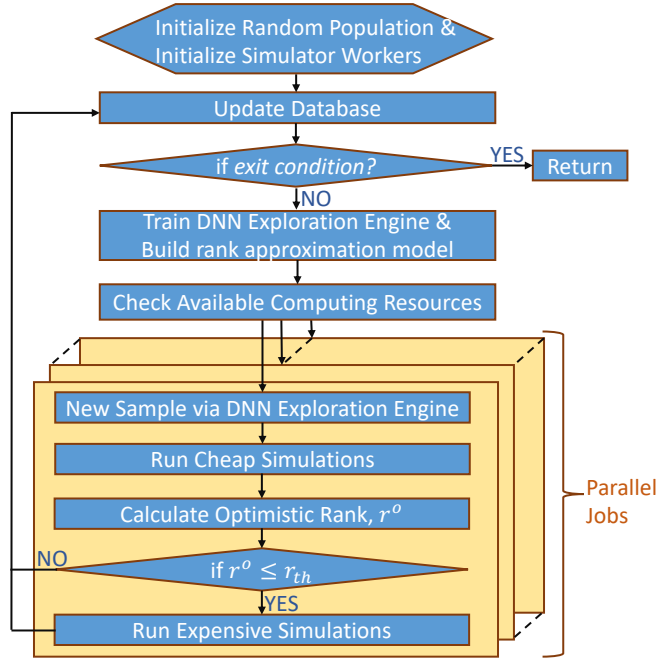 Initialize Random Population &
Initialize Simulator Workers
Update Database
if exit condition?
YES
Return
NO
Train DNN Exploration Engine &
Build rank approximation model
Check Available Computing Resources
New Sample via DNN Exploration Engine
Run Cheap Simulations
Calculate Optimistic Rank, r^o
NO
if r^o ≤ r_th
YES
Run Expensive Simulations
Parallel
Jobs